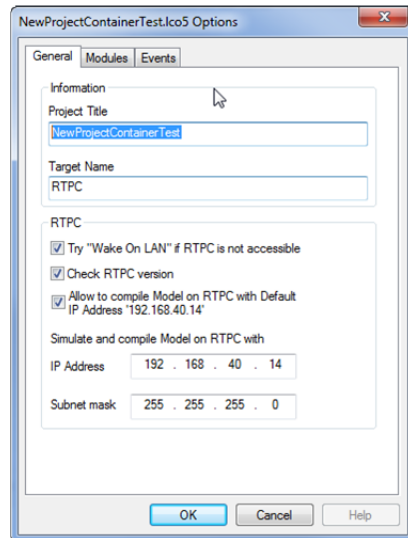 NewProjectContainerTest.lco5 Options
General Modules Events
Information
Project Title
NewProjectContainerTest
Target Name
RTPC
RTPC
Try "Wake On LAN" if RTPC is not accessible
Check RTPC version
Allow to compile Model on RTPC with Default
IP Address '192.168.40.14'
Simulate and compile Model on RTPC with
IP Address 192 . 168 . 40 . 14
Subnet mask 255 . 255 . 255 . 0
OK Cancel Help